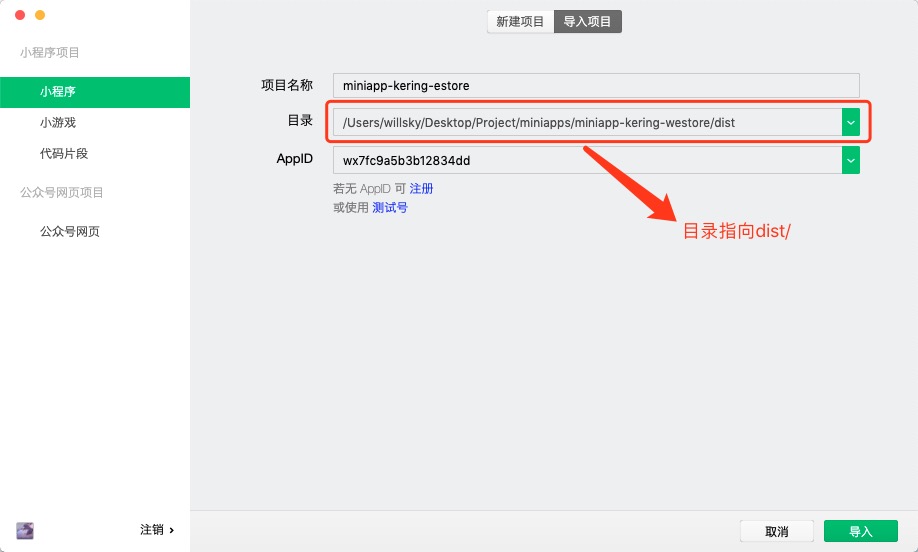 新建项目 导入项目
小程序项目
小程序
小游戏
代码片段
公众号网页项目
公众号网页
项目名称 miniapp-kering-estore
目录 /Users/willsky/Desktop/Project/miniapps/miniapp-kering-westore/dist
AppID wx7fc9a5b3b12834dd
若无 AppID 可 注册
或使用 测试号
目录指向dist/
注销 ›
取消 导入